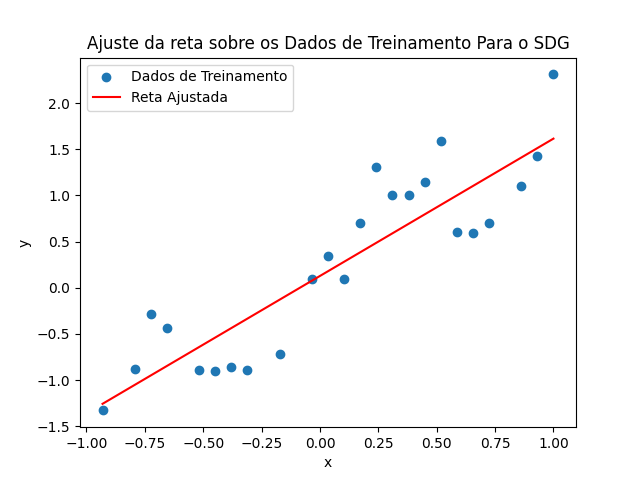 Ajuste da reta sobre os Dados de Treinamento Para o SDG
Dados de Treinamento
Reta Ajustada
2.0
1.5
1.0
0.5
0.0
−0.5
−1.0
−1.5
y
−1.00 −0.75 −0.50 −0.25 0.00 0.25 0.50 0.75 1.00
x